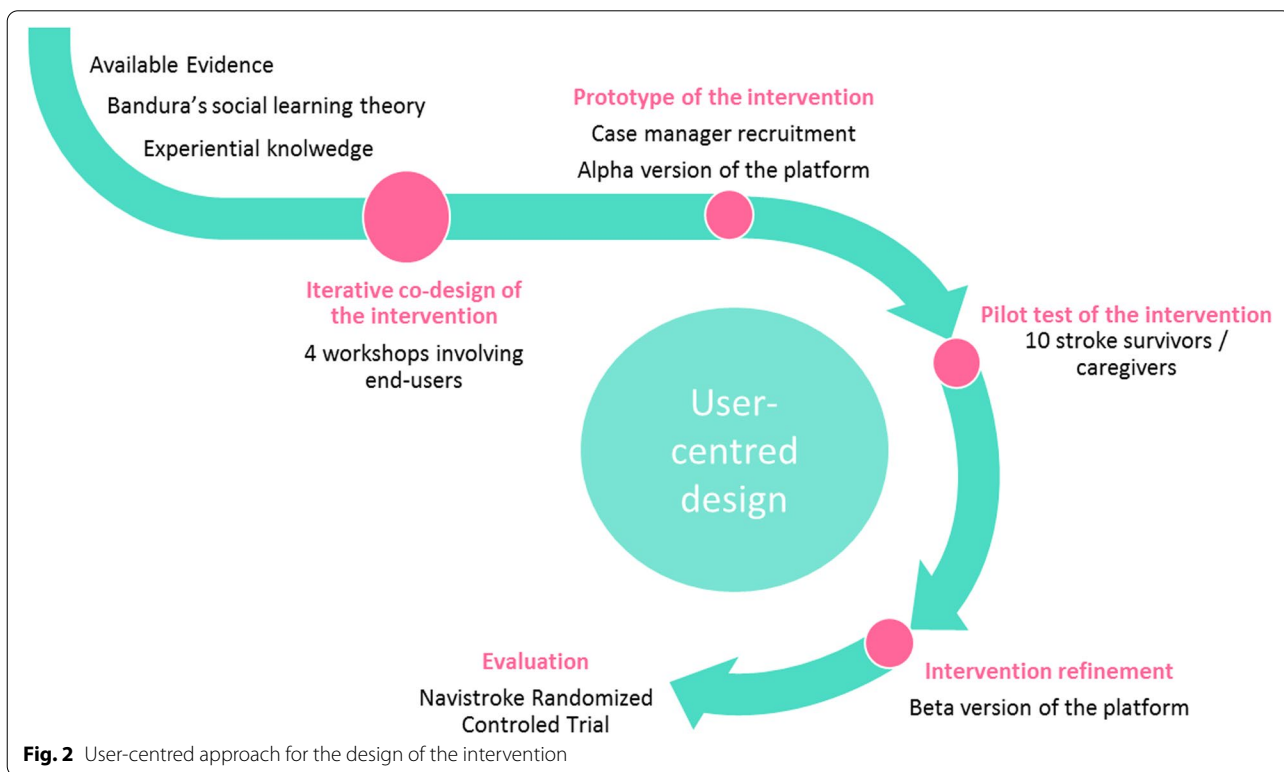 Available Evidence
Bandura's social learning theory
Experiential knolwedge
Prototype of the intervention
Case manager recruitment
Alpha version of the platform
Iterative co-design of
the intervention
4 workshops involving
end-users
Pilot test of the intervention
10 stroke survivors /
caregivers
User-
centred
design
Intervention refinement
Beta version of the platform
Evaluation
Navistroke Randomized
Controled Trial
Fig. 2 User-centred approach for the design of the intervention